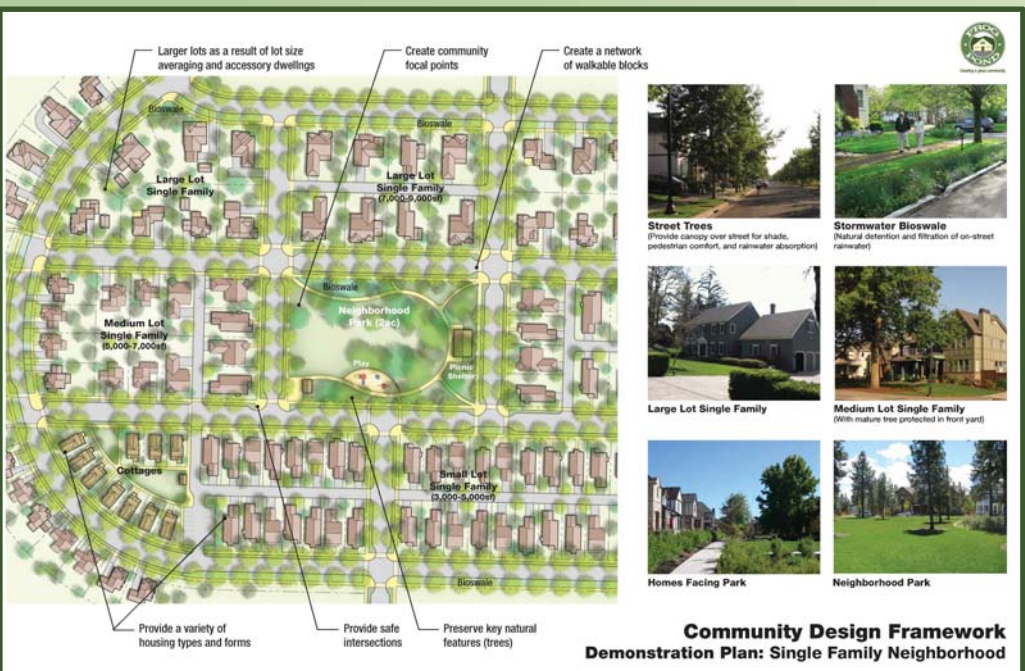 Larger lots as a result of lot size
averaging and accessory dwellngs
Create community
focal points
Create a network
of walkable blocks
FROG
POND
Bioswale
Bioswale
Large Lot
Single Family
Large Lot
Single Family
(7,000-9,000sf)
Bioswale
Neighborhood
Park (2ac)
Medium Lot
Single Family
(5,000-7,000sf)
Play
Picnic
Shelter
Cottages
Small Lot
Single Family
(3,000-5,000sf)
Bioswale
Provide a variety of
housing types and forms
Provide safe
intersections
Preserve key natural
features (trees)
Street Trees
(Provide canopy over street for shade,
pedestrian comfort, and rainwater absorption)
Stormwater Bioswale
(Natural detention and filtration of on-street
rainwater)
Large Lot Single Family
Medium Lot Single Family
(With mature tree protected in front yard)
Homes Facing Park
Neighborhood Park
Community Design Framework
Demonstration Plan: Single Family Neighborhood